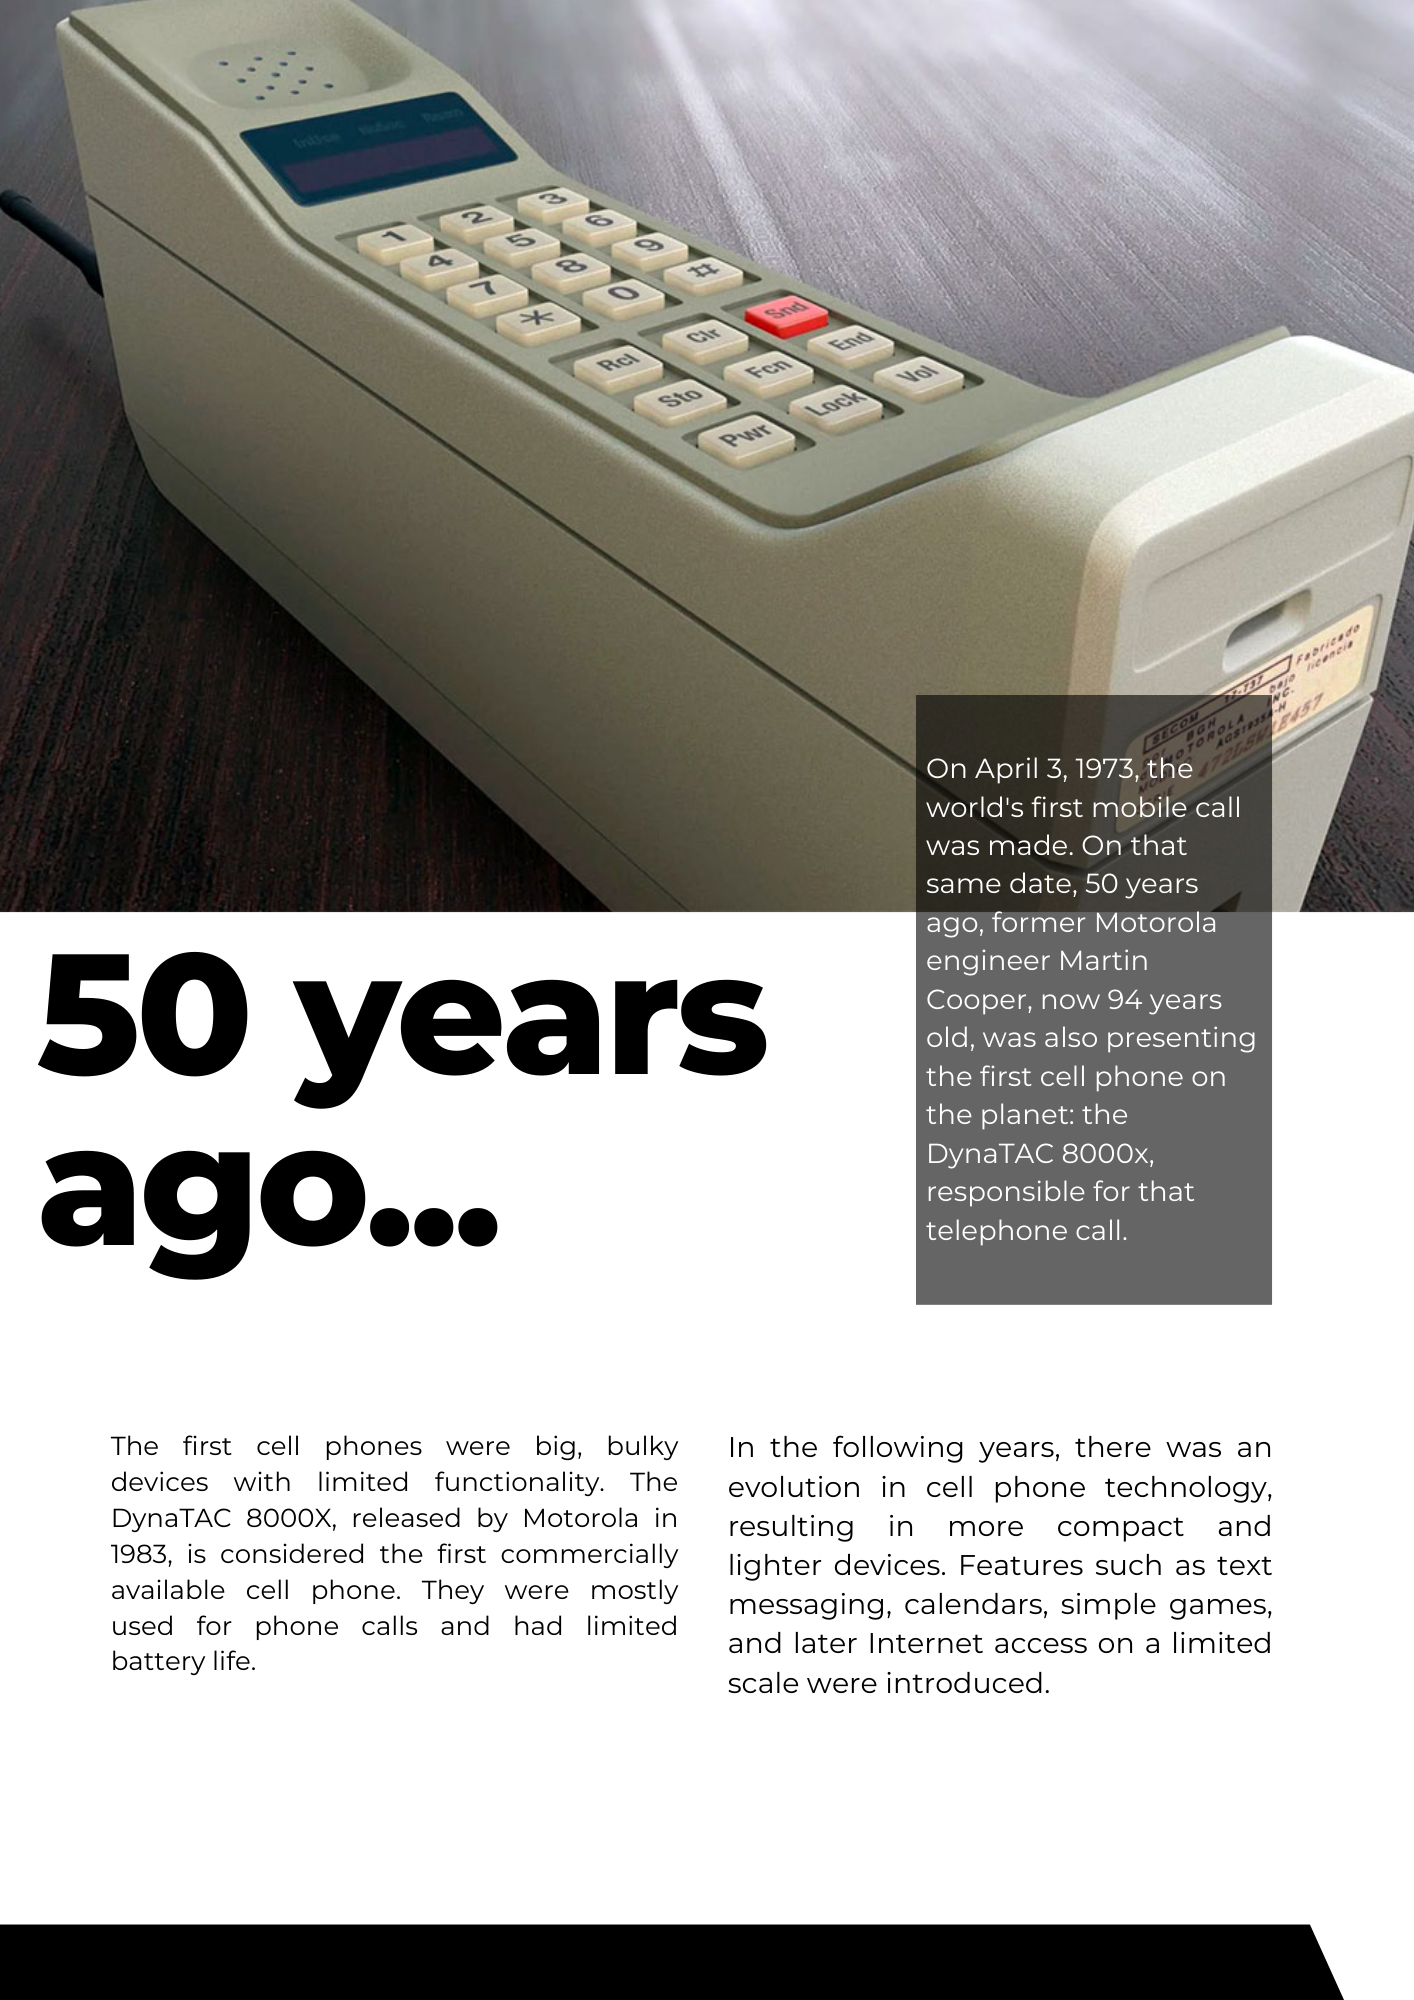 1
2
3
4
5
6
7
8
9
*
0
#
Rcl
Clr
Snd
Sto
Fcn
End
Pwr
Lock
Vol
Fabricado
bajo licencia
SECOM 17-737
BGH
MOTOROLA INC.
On April 3, 1973, the
world's first mobile call
was made. On that
same date, 50 years
ago, former Motorola
engineer Martin
Cooper, now 94 years
old, was also presenting
the first cell phone on
the planet: the
DynaTAC 8000x,
responsible for that
telephone call.
50 years
ago...
The first cell phones were big, bulky
devices with limited functionality. The
DynaTAC 8000X, released by Motorola in
1983, is considered the first commercially
available cell phone. They were mostly
used for phone calls and had limited
battery life.
In the following years, there was an
evolution in cell phone technology,
resulting in more compact and
lighter devices. Features such as text
messaging, calendars, simple games,
and later Internet access on a limited
scale were introduced.